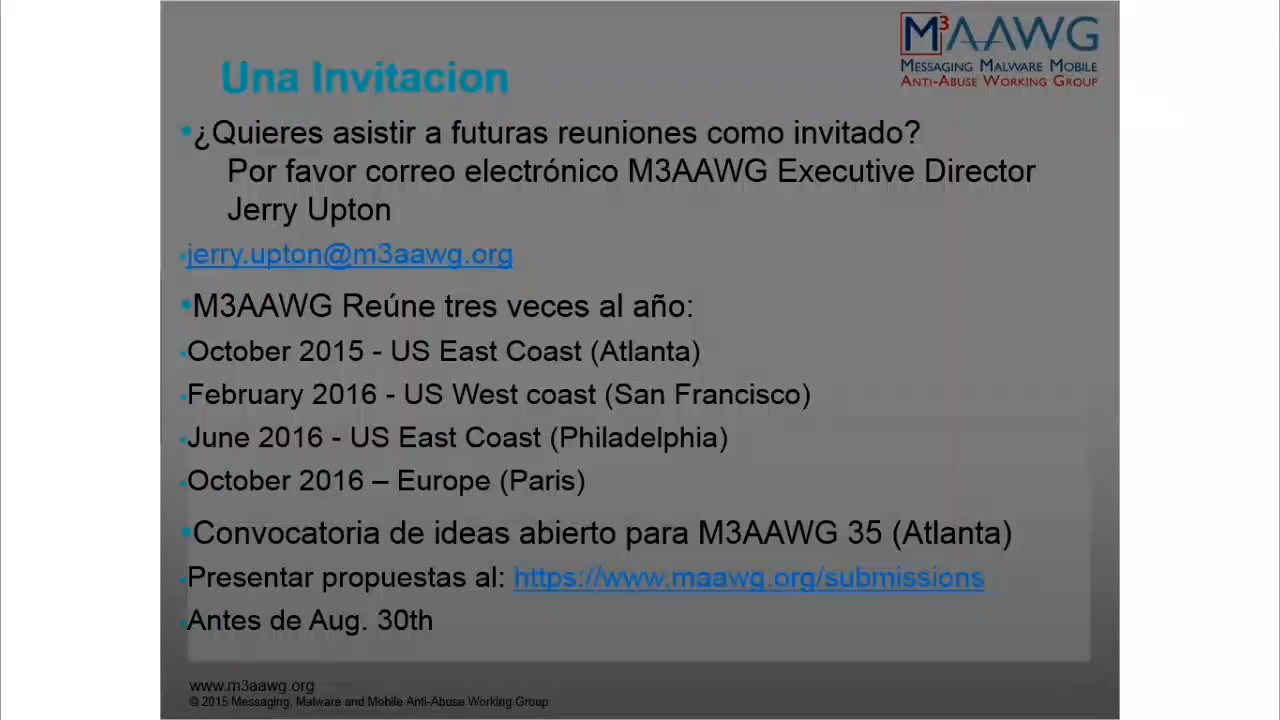 M3AAWG
MESSAGING MALWARE MOBILE
ANTI-ABUSE WORKING GROUP
Una Invitacion
•¿Quieres asistir a futuras reuniones como invitado?
Por favor correo electrónico M3AAWG Executive Director
Jerry Upton
•jerry.upton@m3aawg.org
•M3AAWG Reúne tres veces al año:
•October 2015 - US East Coast (Atlanta)
•February 2016 - US West coast (San Francisco)
•June 2016 - US East Coast (Philadelphia)
•October 2016 – Europe (Paris)
•Convocatoria de ideas abierto para M3AAWG 35 (Atlanta)
•Presentar propuestas al: https://www.maawg.org/submissions
•Antes de Aug. 30th
www.m3aawg.org
© 2015 Messaging, Malware and Mobile Anti-Abuse Working Group